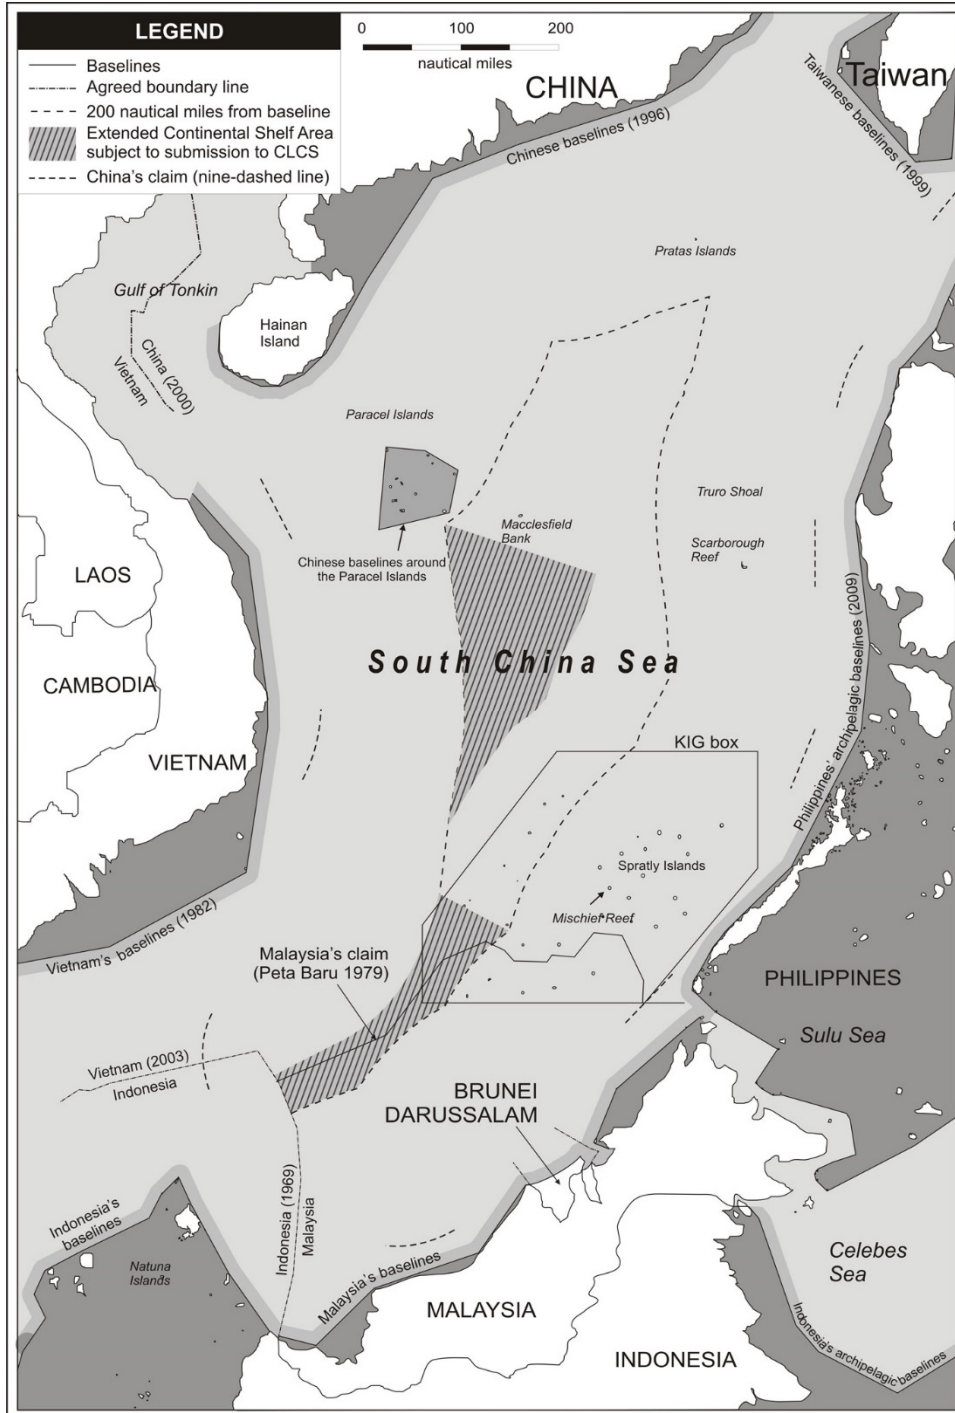 LEGEND
Baselines
Agreed boundary line
200 nautical miles from baseline
Extended Continental Shelf Area
subject to submission to CLCS
China's claim (nine-dashed line)
0 100 200
nautical miles
CHINA
Taiwan
Taiwanese baselines (1999)
Chinese baselines (1996)
Pratas Islands
Gulf of Tonkin
Hainan
Island
China (2000)
Vietnam
Paracel Islands
Truro Shoal
Macclesfield
Bank
Scarborough
Reef
Chinese baselines around
the Paracel Islands
LAOS
South China Sea
CAMBODIA
VIETNAM
Philippines' archipelagic baselines (2009)
KIG box
Spratly Islands
Mischief Reef
Vietnam's baselines (1982)
Malaysia's claim
(Peta Baru 1979)
PHILIPPINES
Sulu Sea
Vietnam (2003)
Indonesia
BRUNEI
DARUSSALAM
Indonesia (1969)
Malaysia
Indonesia's
baselines
Natuna
Islands
Malaysia's baselines
Celebes
Sea
MALAYSIA
INDONESIA
Indonesia's archipelagic baselines